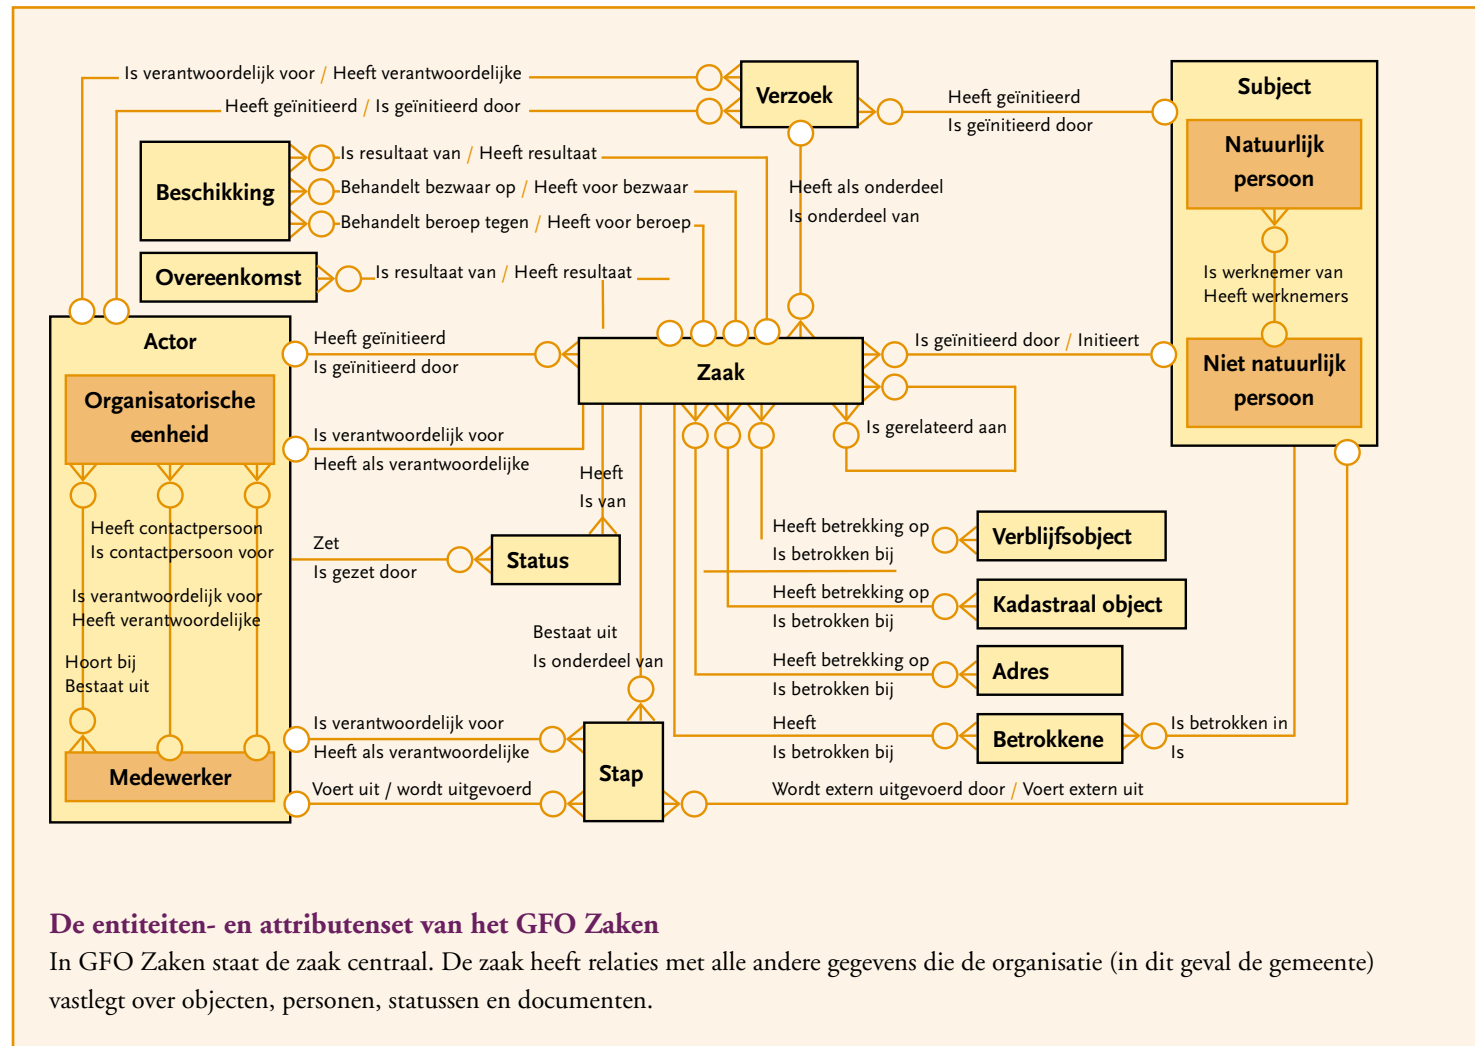 Is verantwoordelijk voor / Heeft verantwoordelijke
Heeft geïnitieerd / Is geïnitieerd door
Verzoek
Heeft geïnitieerd
Is geïnitieerd door
Subject
Natuurlijk
persoon
Is werknemer van
Heeft werknemers
Niet natuurlijk
persoon
Beschikking
Is resultaat van / Heeft resultaat
Behandelt bezwaar op / Heeft voor bezwaar
Behandelt beroep tegen / Heeft voor beroep
Heeft als onderdeel
Is onderdeel van
Overeenkomst
Is resultaat van / Heeft resultaat
Actor
Organisatorische
eenheid
Heeft geïnitieerd
Is geïnitieerd door
Zaak
Is geïnitieerd door / Initieert
Is gerelateerd aan
Is verantwoordelijk voor
Heeft als verantwoordelijke
Heeft
Is van
Heeft contactpersoon
Is contactpersoon voor
Is verantwoordelijk voor
Heeft verantwoordelijke
Hoort bij
Bestaat uit
Medewerker
Zet
Is gezet door
Status
Heeft betrekking op
Is betrokken bij
Verblijfsobject
Heeft betrekking op
Is betrokken bij
Kadastraal object
Bestaat uit
Is onderdeel van
Heeft betrekking op
Is betrokken bij
Adres
Is verantwoordelijk voor
Heeft als verantwoordelijke
Heeft
Is betrokken bij
Betrokkene
Is betrokken in
Is
Stap
Voert uit / wordt uitgevoerd
Wordt extern uitgevoerd door / Voert extern uit
De entiteiten- en attributenset van het GFO Zaken
In GFO Zaken staat de zaak centraal. De zaak heeft relaties met alle andere gegevens die de organisatie (in dit geval de gemeente)
vastlegt over objecten, personen, statussen en documenten.